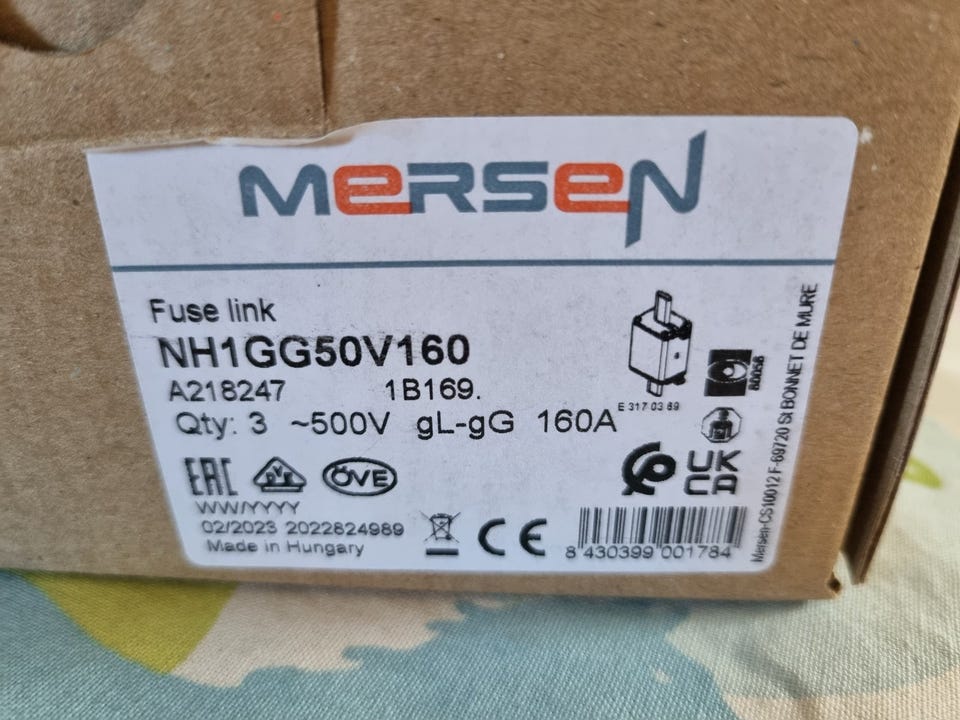 MERSEN
Fuse link
NH1GG50V160
A218247 1B169.
Qty: 3 ~500V gL-gG 160A
E 317 03 89
80056
EAC DVE ÖVE
UK
CA
WW/YYYY
02/2023 2022824989
Made in Hungary
CE
8 430399 001784
Mersen-CS10012 F-69720 St BONNET DE MURE